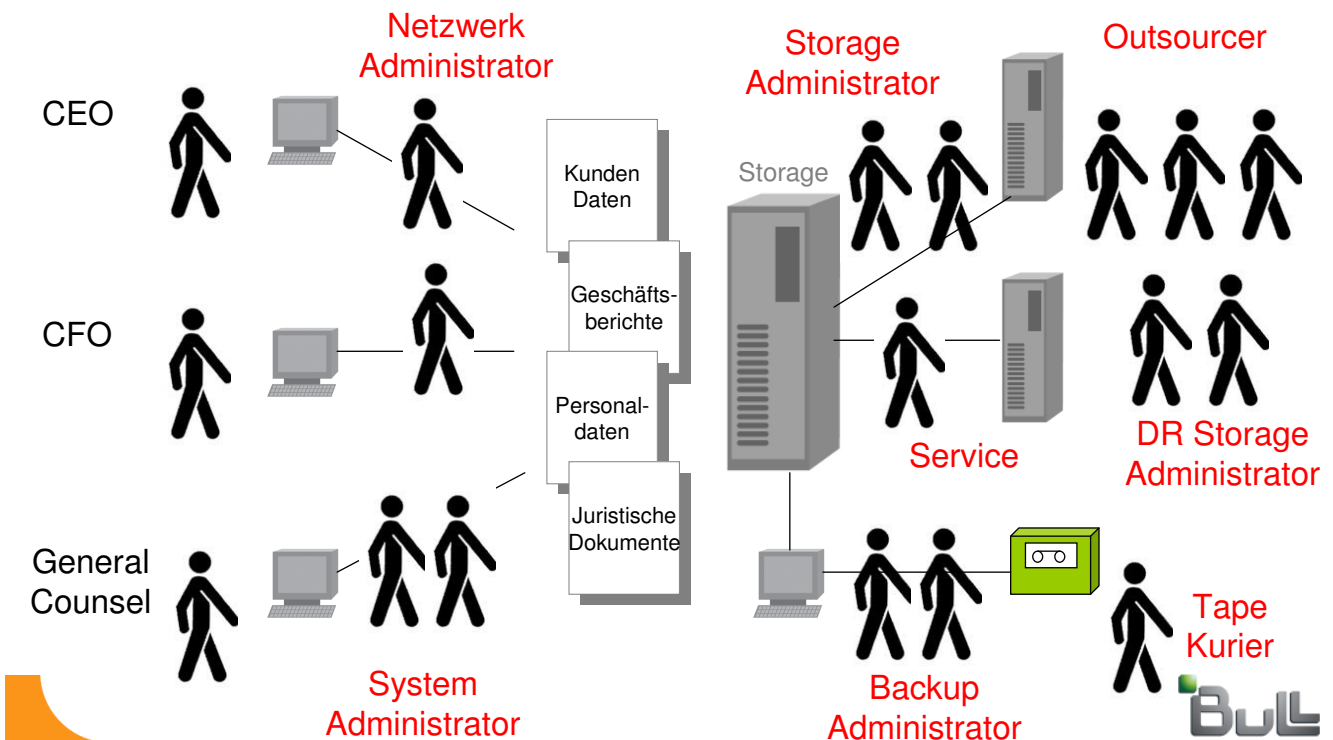 Netzwerk
Administrator
Storage
Administrator
Outsourcer
CEO
Kunden
Daten
Storage
Geschäfts-
berichte
CFO
Personal-
daten
Service
DR Storage
Administrator
Juristische
Dokumente
General
Counsel
System
Administrator
Backup
Administrator
Tape
Kurier
Bull